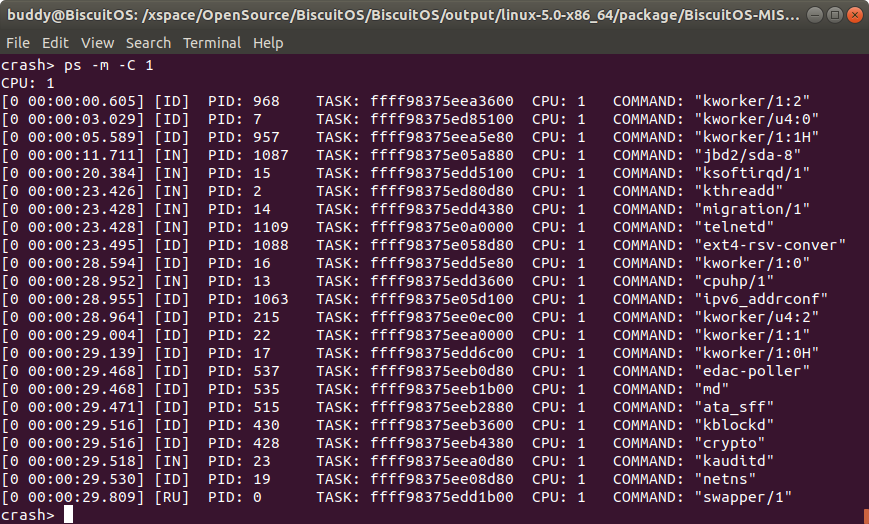 buddy@BiscuitOS: /xspace/OpenSource/BiscuitOS/BiscuitOS/output/linux-5.0-x86_64/package/BiscuitOS-MIS...
File Edit View Search Terminal Help
crash> ps -m -C 1
CPU: 1
[0 00:00:00.605] [ID]  PID: 968    TASK: ffff98375eea3600  CPU: 1   COMMAND: "kworker/1:2"
[0 00:00:03.029] [ID]  PID: 7      TASK: ffff98375ed85100  CPU: 1   COMMAND: "kworker/u4:0"
[0 00:00:05.589] [ID]  PID: 957    TASK: ffff98375eea5e80  CPU: 1   COMMAND: "kworker/1:1H"
[0 00:00:11.711] [IN]  PID: 1087   TASK: ffff98375e05a880  CPU: 1   COMMAND: "jbd2/sda-8"
[0 00:00:20.384] [IN]  PID: 15     TASK: ffff98375edd5100  CPU: 1   COMMAND: "ksoftirqd/1"
[0 00:00:23.426] [IN]  PID: 2      TASK: ffff98375ed80d80  CPU: 1   COMMAND: "kthreadd"
[0 00:00:23.428] [IN]  PID: 14     TASK: ffff98375edd4380  CPU: 1   COMMAND: "migration/1"
[0 00:00:23.428] [IN]  PID: 1109   TASK: ffff98375e0a0000  CPU: 1   COMMAND: "telnetd"
[0 00:00:23.495] [ID]  PID: 1088   TASK: ffff98375e058d80  CPU: 1   COMMAND: "ext4-rsv-conver"
[0 00:00:28.594] [ID]  PID: 16     TASK: ffff98375edd5e80  CPU: 1   COMMAND: "kworker/1:0"
[0 00:00:28.952] [IN]  PID: 13     TASK: ffff98375edd3600  CPU: 1   COMMAND: "cpuhp/1"
[0 00:00:28.955] [ID]  PID: 1063   TASK: ffff98375e05d100  CPU: 1   COMMAND: "ipv6_addrconf"
[0 00:00:28.964] [ID]  PID: 215    TASK: ffff98375ee0ec00  CPU: 1   COMMAND: "kworker/u4:2"
[0 00:00:29.004] [ID]  PID: 22     TASK: ffff98375eea0000  CPU: 1   COMMAND: "kworker/1:1"
[0 00:00:29.139] [ID]  PID: 17     TASK: ffff98375edd6c00  CPU: 1   COMMAND: "kworker/1:0H"
[0 00:00:29.468] [ID]  PID: 537    TASK: ffff98375eeb0d80  CPU: 1   COMMAND: "edac-poller"
[0 00:00:29.468] [ID]  PID: 535    TASK: ffff98375eeb1b00  CPU: 1   COMMAND: "md"
[0 00:00:29.471] [ID]  PID: 515    TASK: ffff98375eeb2880  CPU: 1   COMMAND: "ata_sff"
[0 00:00:29.516] [ID]  PID: 430    TASK: ffff98375eeb3600  CPU: 1   COMMAND: "kblockd"
[0 00:00:29.516] [ID]  PID: 428    TASK: ffff98375eeb4380  CPU: 1   COMMAND: "crypto"
[0 00:00:29.518] [IN]  PID: 23     TASK: ffff98375eea0d80  CPU: 1   COMMAND: "kauditd"
[0 00:00:29.530] [ID]  PID: 19     TASK: ffff98375ee08d80  CPU: 1   COMMAND: "netns"
[0 00:00:29.809] [RU]  PID: 0      TASK: ffff98375edd1b00  CPU: 1   COMMAND: "swapper/1"
crash>